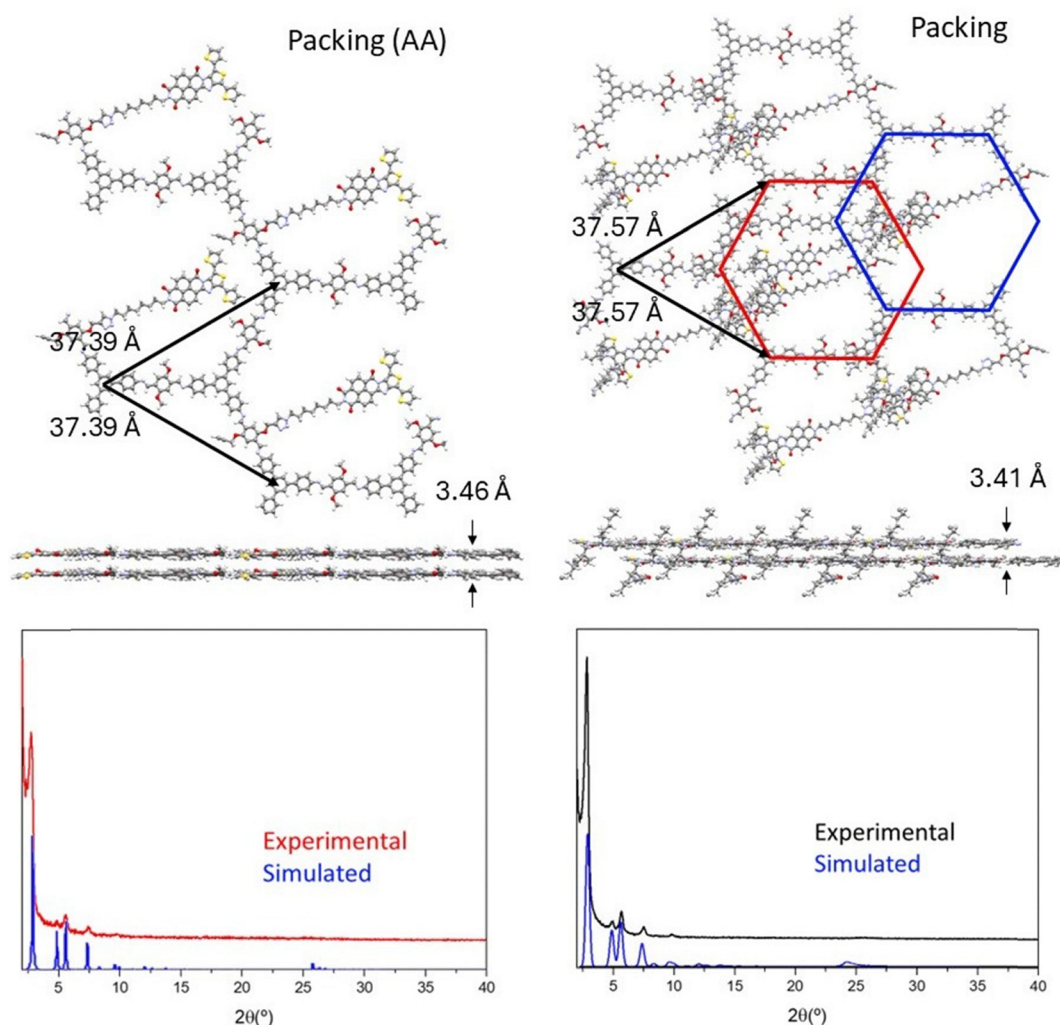 Packing (AA)
37.39 Å
37.39 Å
3.46 Å
Experimental
Simulated
5 10 15 20 25 30 35 40
2θ(º)
Packing
37.57 Å
37.57 Å
3.41 Å
Experimental
Simulated
5 10 15 20 25 30 35 40
2θ(º)